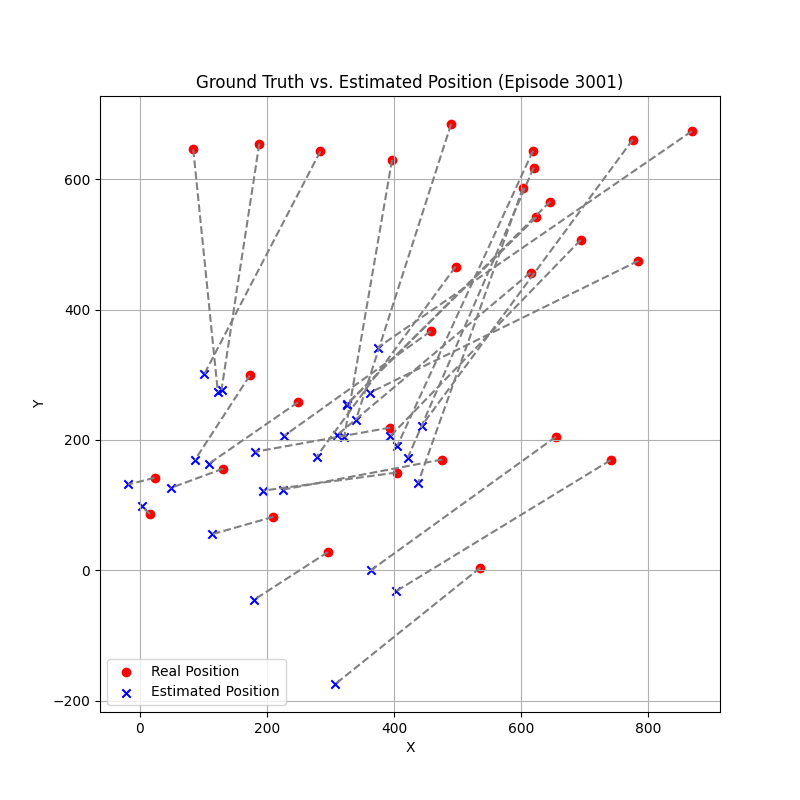 Ground Truth vs. Estimated Position (Episode 3001)
600
400
200
0
−200
Y
0 200 400 600 800
X
Real Position
Estimated Position